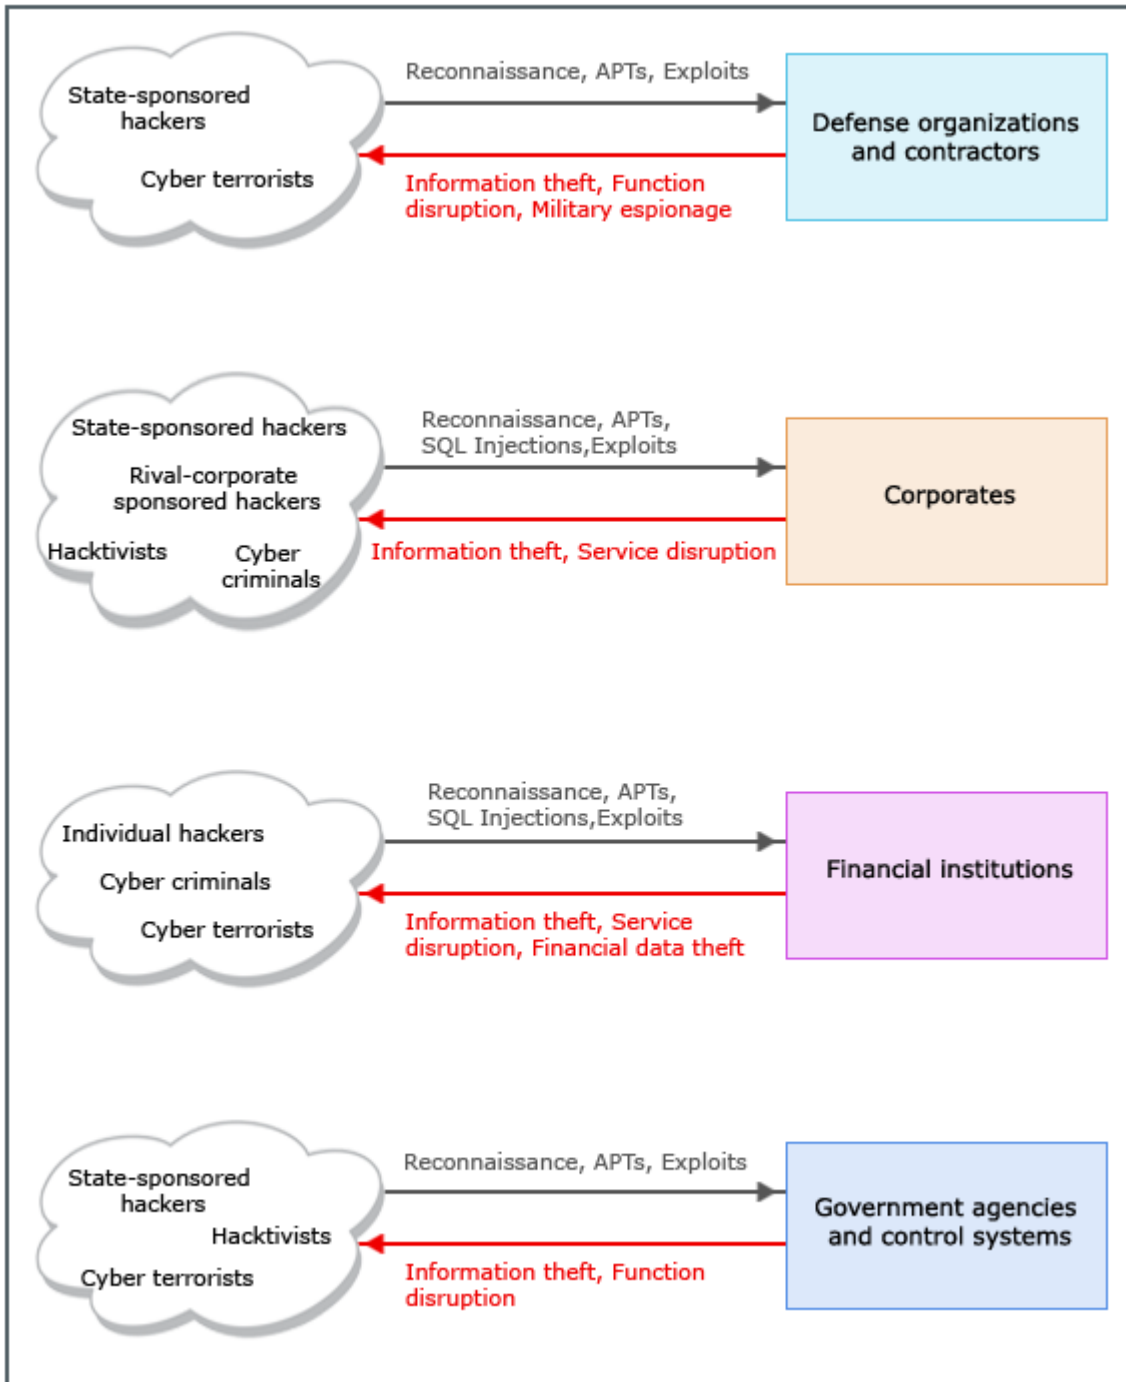 State-sponsored
hackers
Cyber terrorists
Reconnaissance, APTs, Exploits
Information theft, Function
disruption, Military espionage
Defense organizations
and contractors
State-sponsored hackers
Rival-corporate
sponsored hackers
Hacktivists
Cyber
criminals
Reconnaissance, APTs,
SQL Injections,Exploits
Information theft, Service disruption
Corporates
Individual hackers
Cyber criminals
Cyber terrorists
Reconnaissance, APTs,
SQL Injections,Exploits
Information theft, Service
disruption, Financial data theft
Financial institutions
State-sponsored
hackers
Hacktivists
Cyber terrorists
Reconnaissance, APTs, Exploits
Information theft, Function
disruption
Government agencies
and control systems